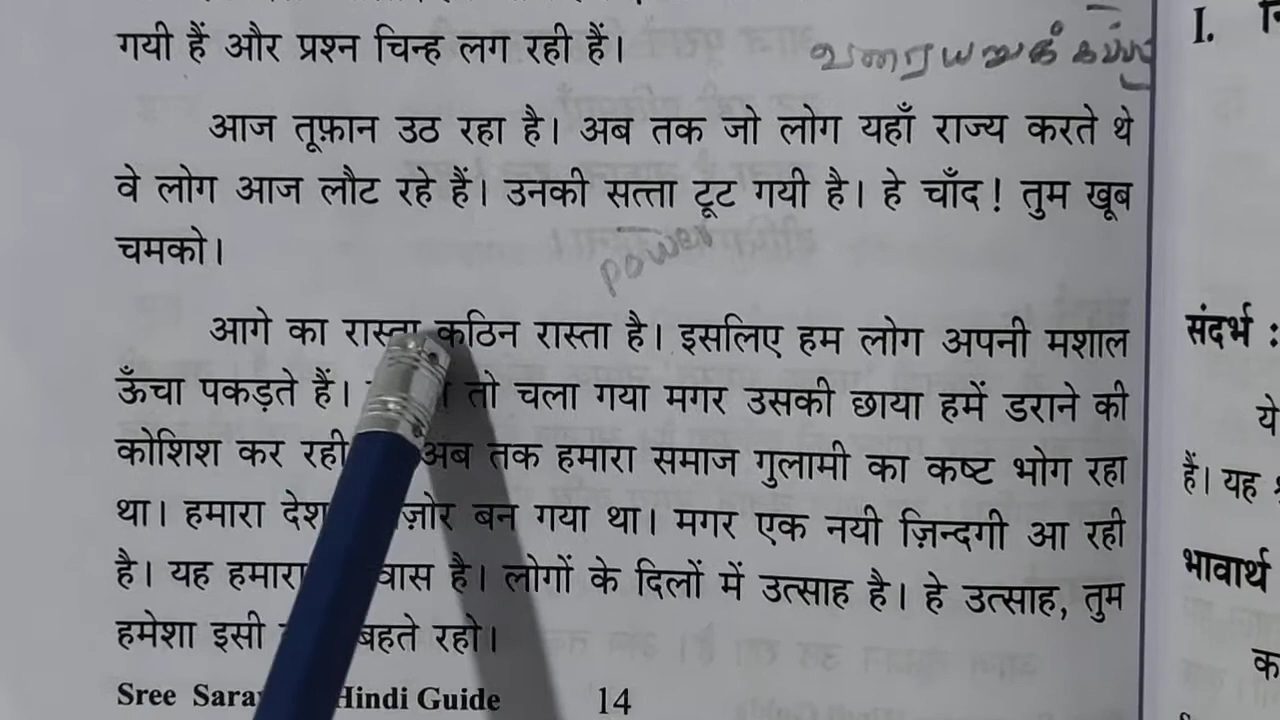 गयी हैं और प्रश्न चिन्ह लग रही हैं।
आज तूफ़ान उठ रहा है। अब तक जो लोग यहाँ राज्य करते थे
वे लोग आज लौट रहे हैं। उनकी सत्ता टूट गयी है। हे चाँद! तुम खूब
power
चमको।
आगे का रास्ता कठिन रास्ता है। इसलिए हम लोग अपनी मशाल
ऊँचा पकड़ते हैं। तो चला गया मगर उसकी छाया हमें डराने की
कोशिश कर रही अब तक हमारा समाज गुलामी का कष्ट भोग रहा
था। हमारा देश बन गया था। मगर एक नयी ज़िन्दगी आ रही
है। यह हमारा है। लोगों के दिलों में उत्साह है। हे उत्साह, तुम
हमेशा इसी बहते रहो।
Sree Hindi Guide 14
I.
संदर्भ :
ये
हैं। यह
भावार्थ